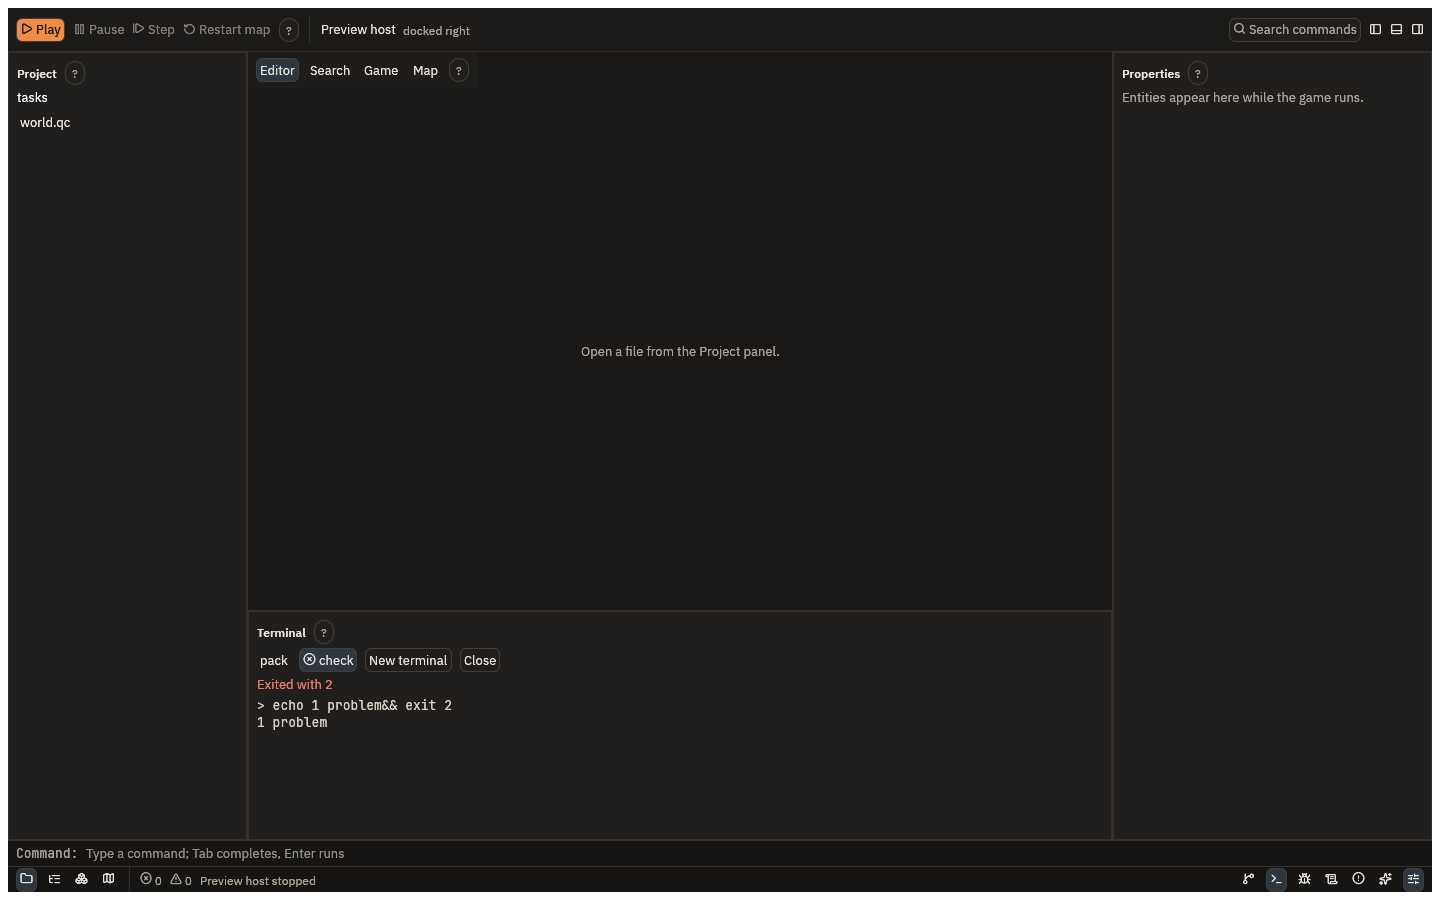 Play Pause Step Restart map ? Preview host docked right Search commands
Project ?
tasks
world.qc
Editor Search Game Map ?
Open a file from the Project panel.
Properties ?
Entities appear here while the game runs.
Terminal ?
pack check New terminal Close
Exited with 2
> echo 1 problem&& exit 2
1 problem
Command: Type a command; Tab completes, Enter runs
0 0 Preview host stopped